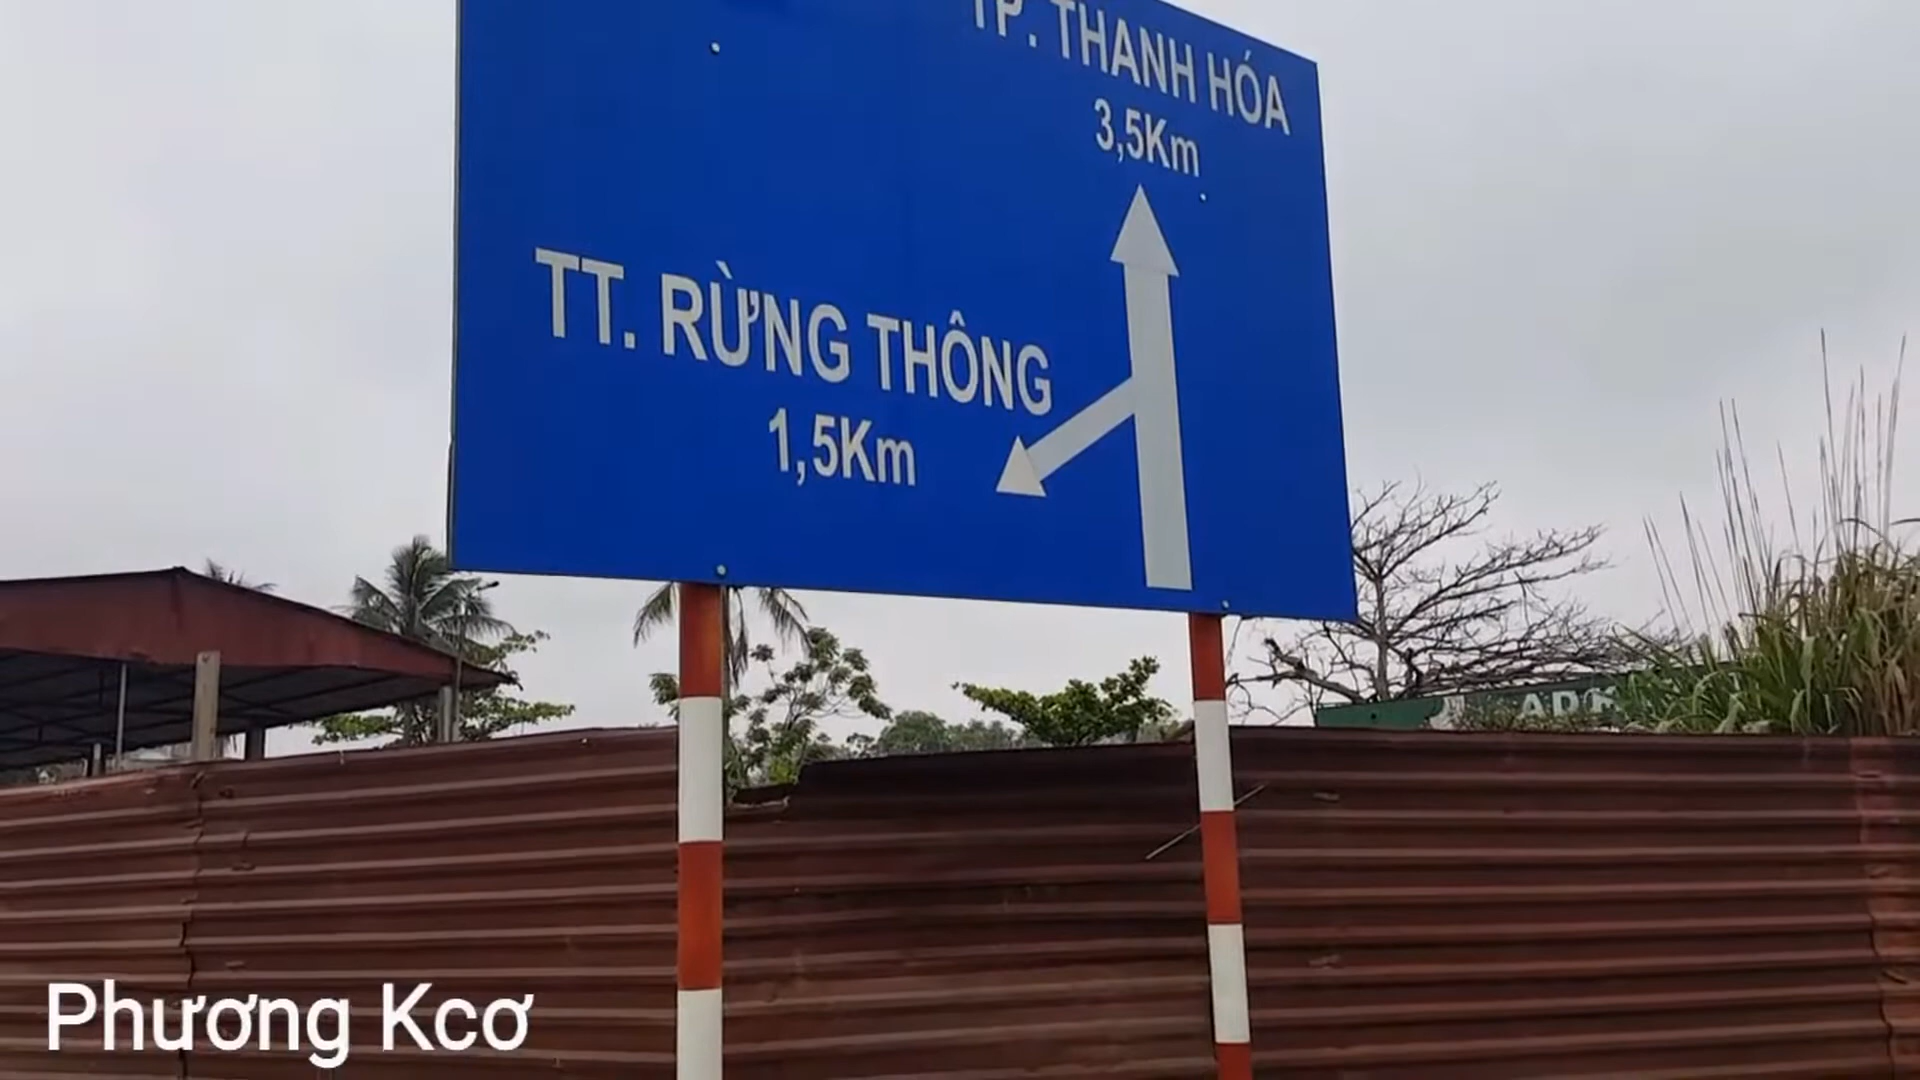 TP. THANH HÓA
3,5Km
TT. RỪNG THÔNG
1,5Km
Phương Kcơ